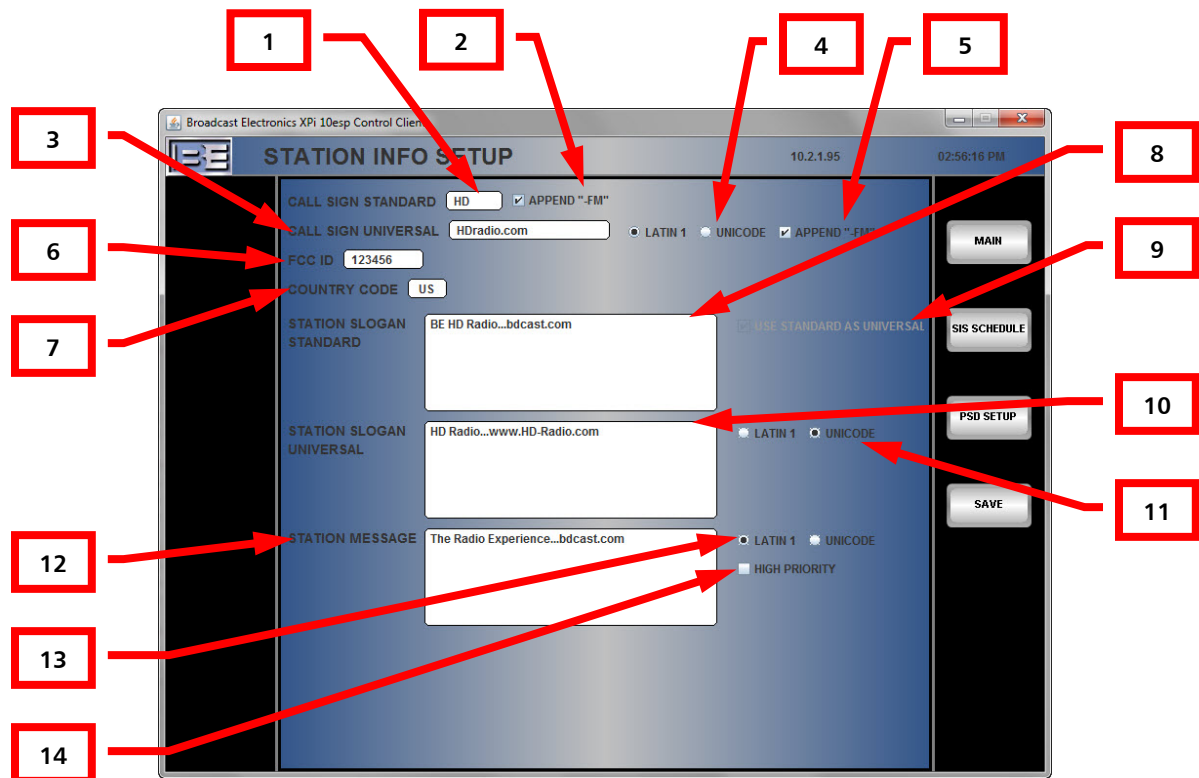 1
2
4
5
3
Broadcast Electronics XPi 10esp Control Clien
8
BE
STATION INFO SETUP
10.2.1.95
02:56:16 PM
CALL SIGN STANDARD HD APPEND "-FM"
CALL SIGN UNIVERSAL HDradio.com LATIN 1 UNICODE APPEND "-FM"
MAIN
6
9
FCC ID 123456
COUNTRY CODE US
7
STATION SLOGAN STANDARD
BE HD Radio...bdcast.com
USE STANDARD AS UNIVERSAL
SIS SCHEDULE
10
PSD SETUP
STATION SLOGAN UNIVERSAL
HD Radio...www.HD-Radio.com
LATIN 1 UNICODE
11
SAVE
12
STATION MESSAGE
The Radio Experience...bdcast.com
LATIN 1 UNICODE
HIGH PRIORITY
13
14